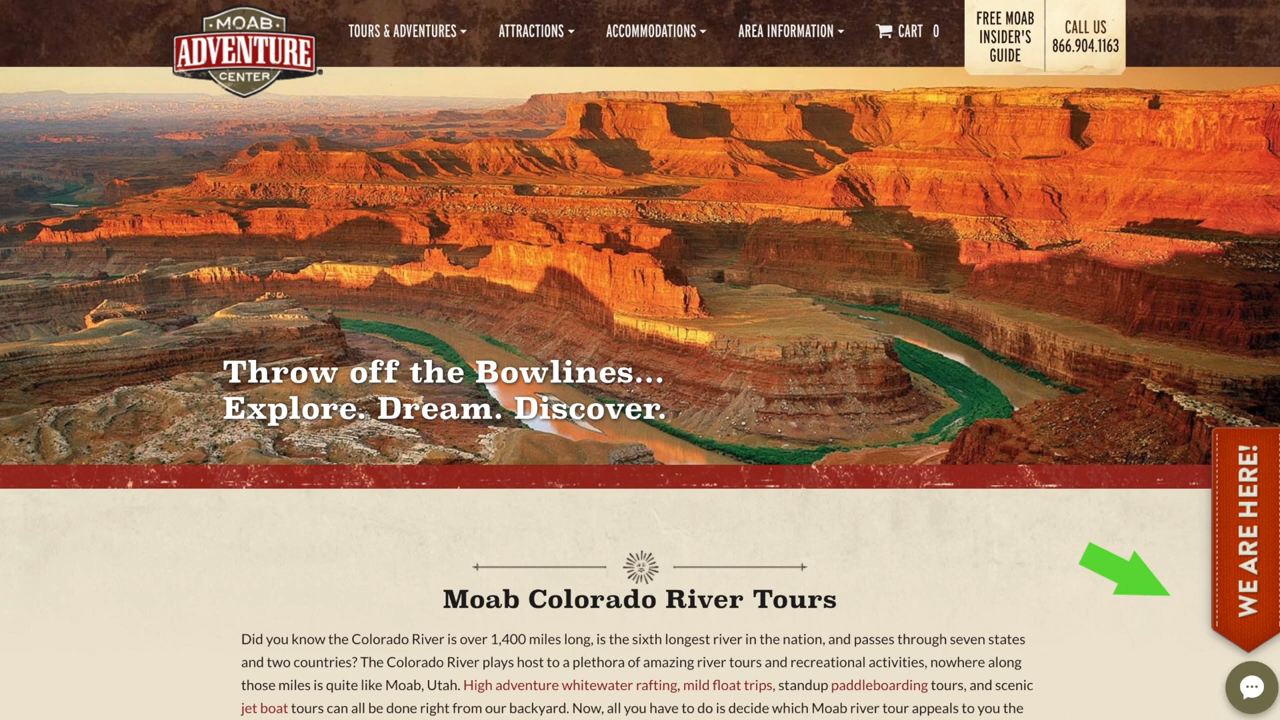 MOAB
ADVENTURE
CENTER
®
TOURS & ADVENTURES
ATTRACTIONS
ACCOMMODATIONS
AREA INFORMATION
CART 0
FREE MOAB
INSIDER'S
GUIDE
CALL US
866.904.1163
Throw off the Bowlines...
Explore. Dream. Discover.
WE ARE HERE!
Moab Colorado River Tours
Did you know the Colorado River is over 1,400 miles long, is the sixth longest river in the nation, and passes through seven states
and two countries? The Colorado River plays host to a plethora of amazing river tours and recreational activities, nowhere along
those miles is quite like Moab, Utah. High adventure whitewater rafting, mild float trips, standup paddleboarding tours, and scenic
jet boat tours can all be done right from our backyard. Now, all you have to do is decide which Moab river tour appeals to you the